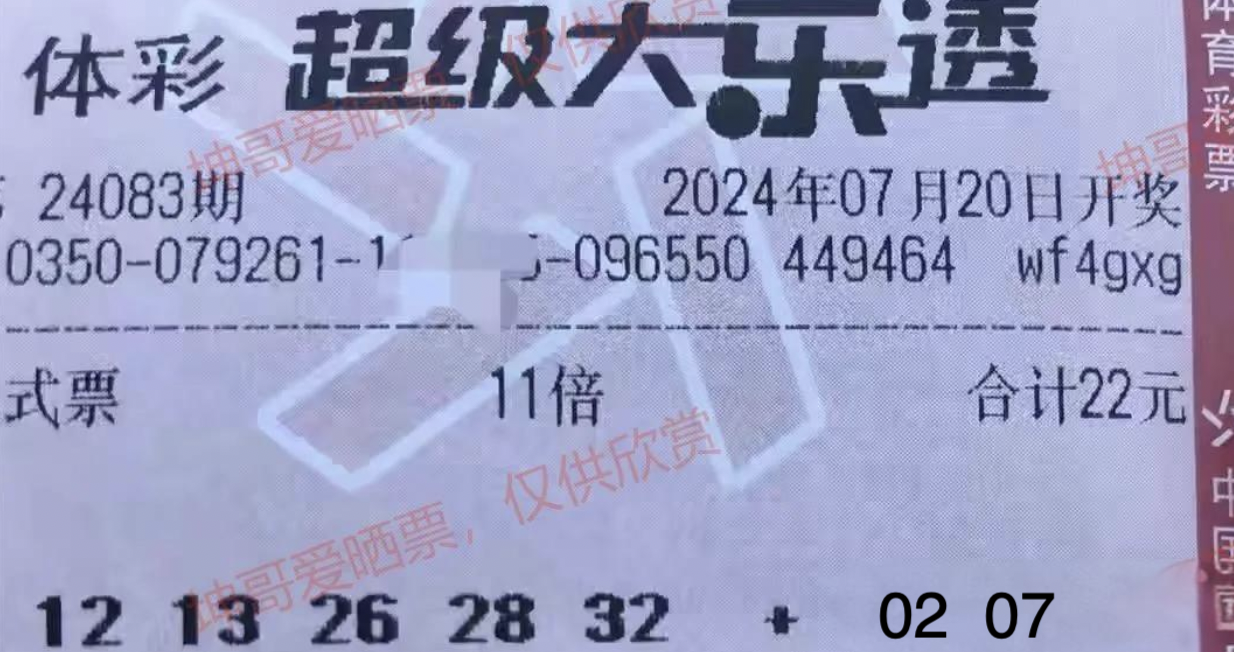 体彩 超级大乐透
24083期 2024年07月20日开奖
0350-079261-1 -096550 449464 wf4gxg
式票 11倍 合计22元
12 13 26 28 32 + 02 07
坤哥爱晒票，仅供欣赏
坤哥爱晒票，仅供欣赏
坤哥
体育彩票
中国